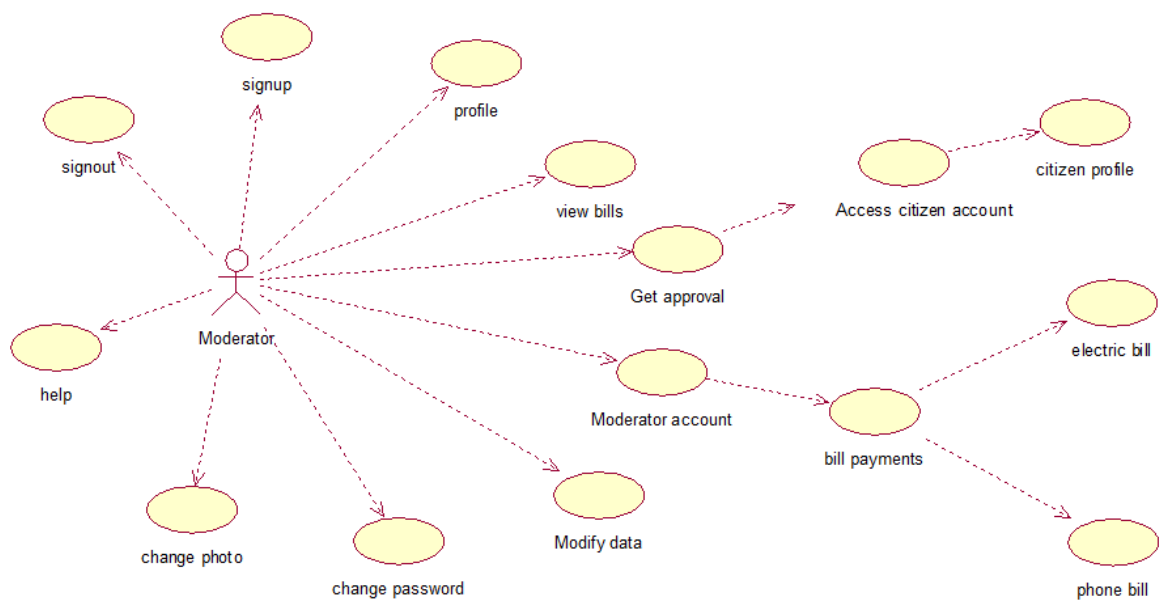 signup
profile
signout
citizen profile
view bills
Access citizen account
Get approval
Moderator
electric bill
help
Moderator account
bill payments
change photo
Modify data
change password
phone bill